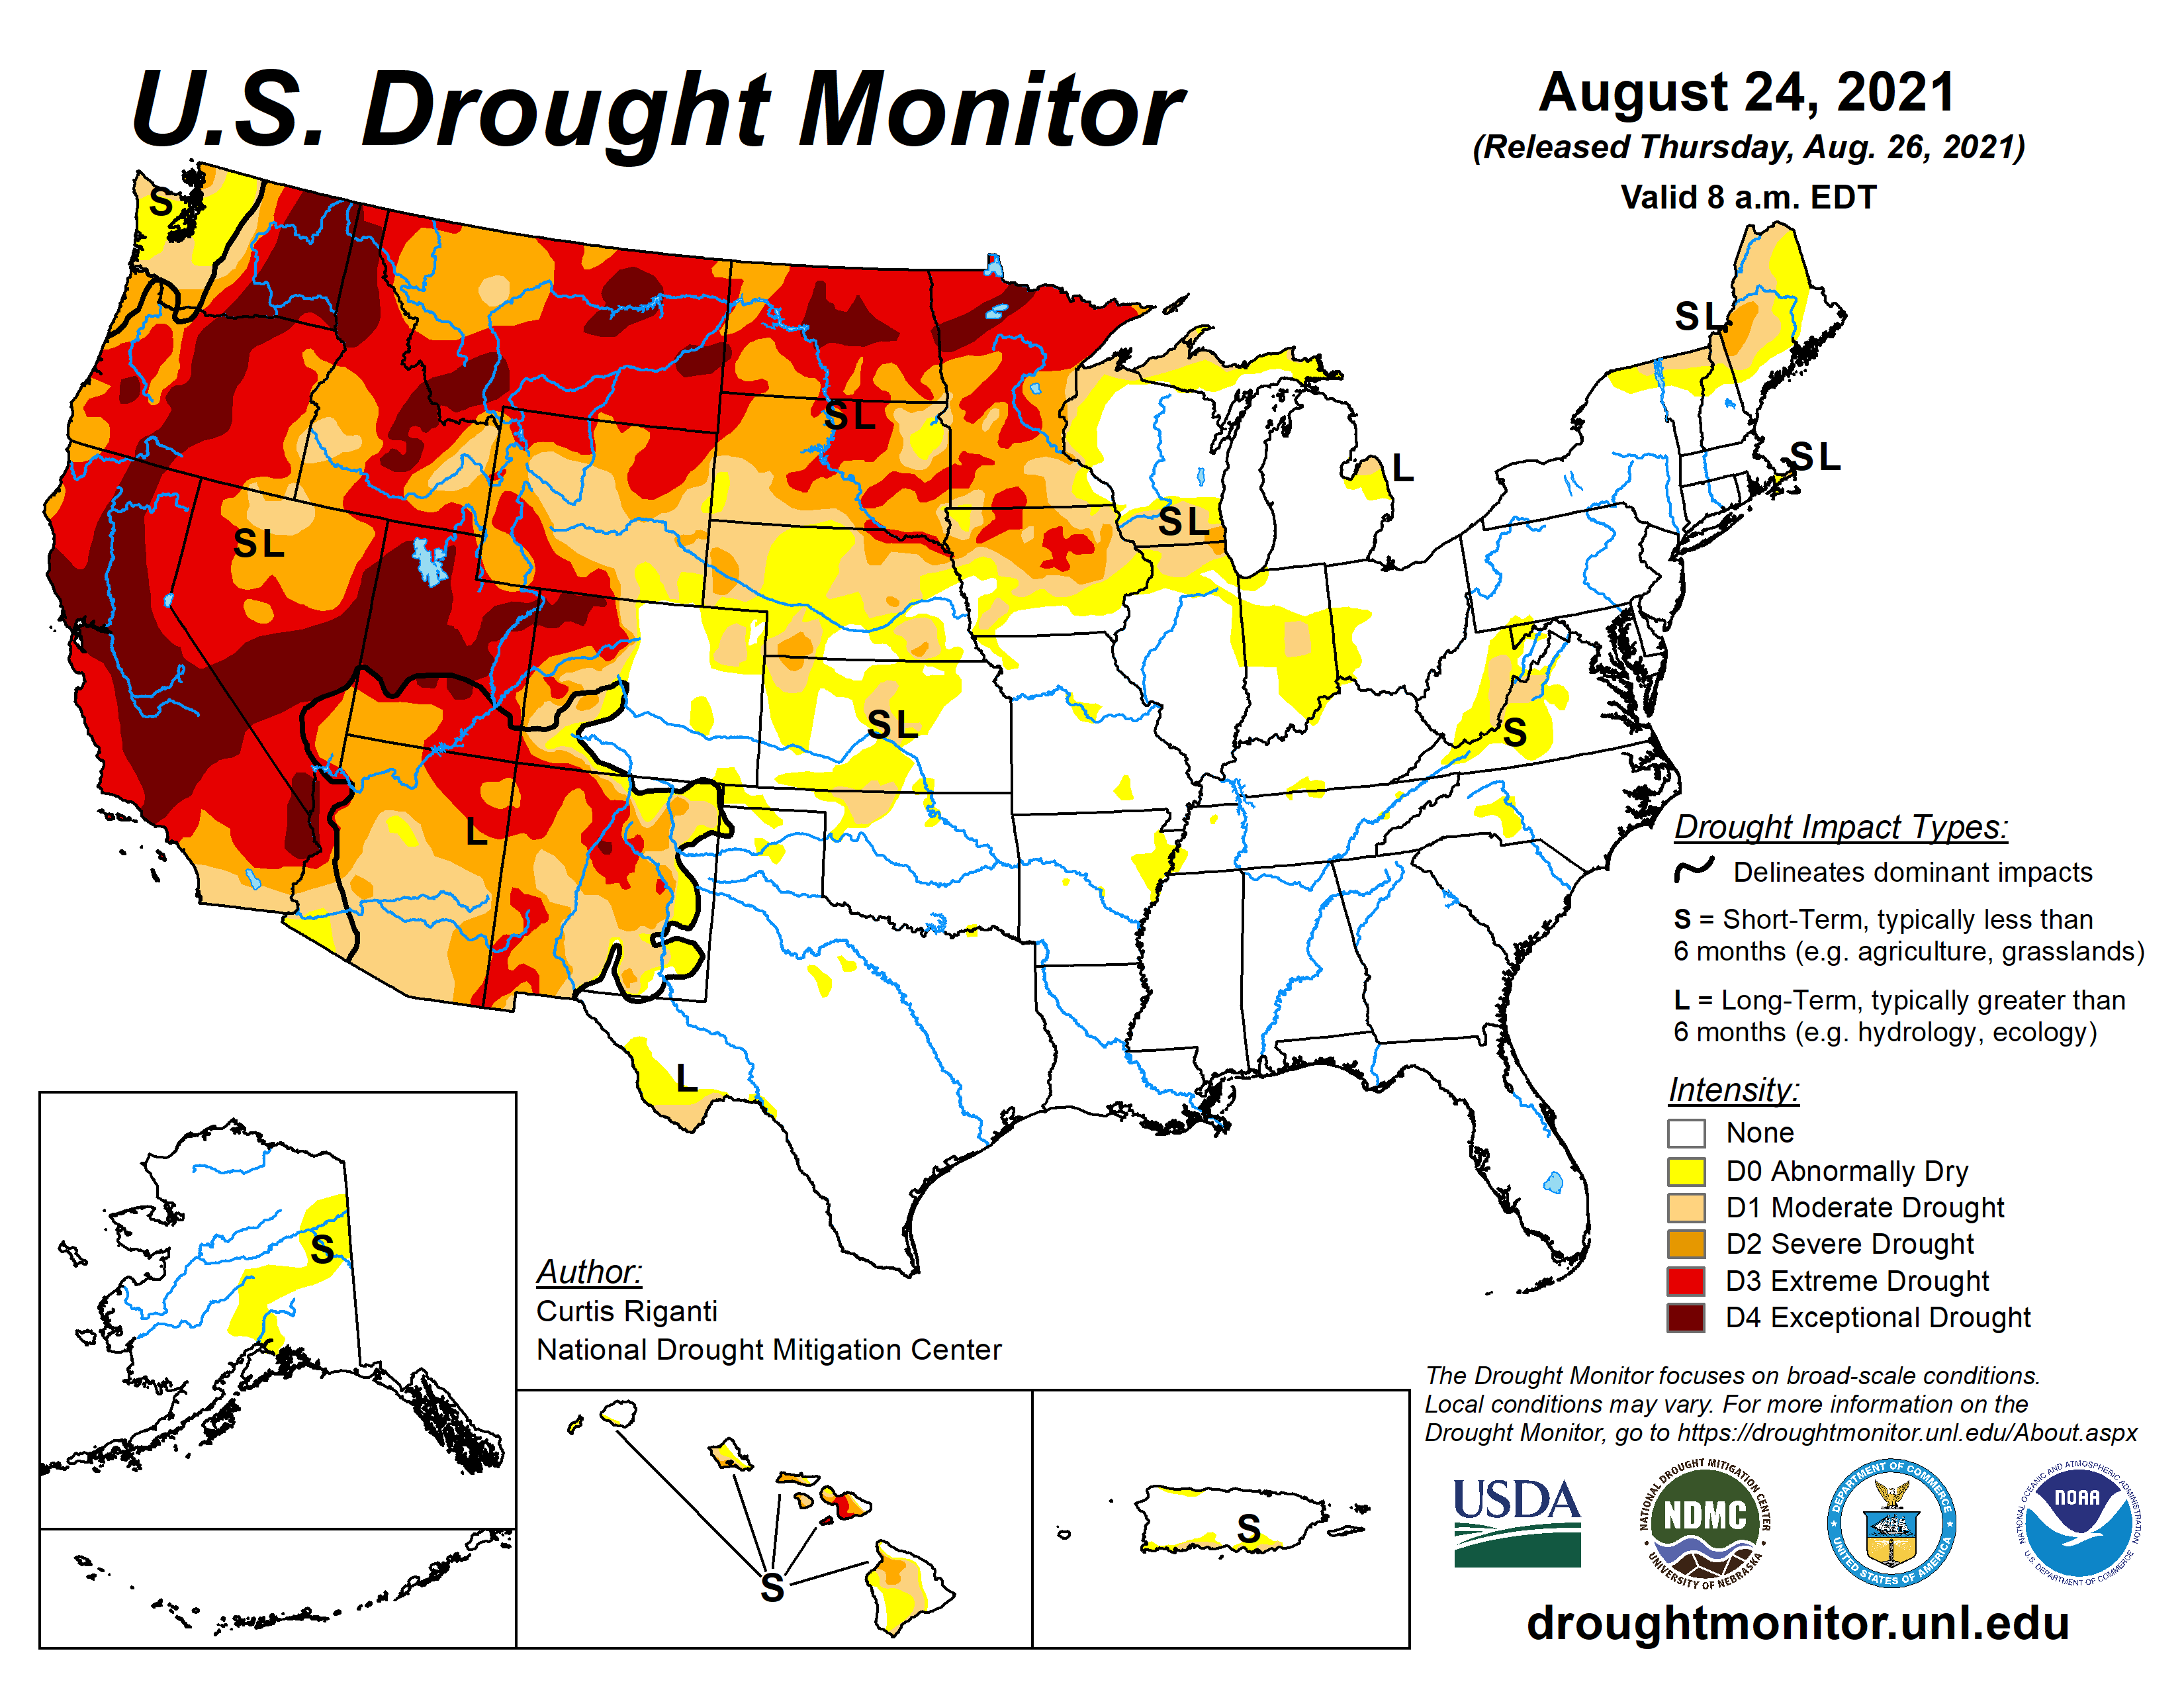 U.S. Drought Monitor
August 24, 2021
(Released Thursday, Aug. 26, 2021)
Valid 8 a.m. EDT
S
SL
SL
SL
L
SL
SL
SL
S
L
L
Drought Impact Types:
Delineates dominant impacts
S = Short-Term, typically less than
6 months (e.g. agriculture, grasslands)
L = Long-Term, typically greater than
6 months (e.g. hydrology, ecology)
Intensity:
None
D0 Abnormally Dry
D1 Moderate Drought
D2 Severe Drought
D3 Extreme Drought
D4 Exceptional Drought
S
Author:
Curtis Riganti
National Drought Mitigation Center
S
S
The Drought Monitor focuses on broad-scale conditions.
Local conditions may vary. For more information on the
Drought Monitor, go to https://droughtmonitor.unl.edu/About.aspx
USDA
NATIONAL DROUGHT MITIGATION CENTER
NDMC
UNIVERSITY OF NEBRASKA
DEPARTMENT OF COMMERCE
UNITED STATES OF AMERICA
NATIONAL OCEANIC AND ATMOSPHERIC ADMINISTRATION
NOAA
U.S. DEPARTMENT OF COMMERCE
droughtmonitor.unl.edu